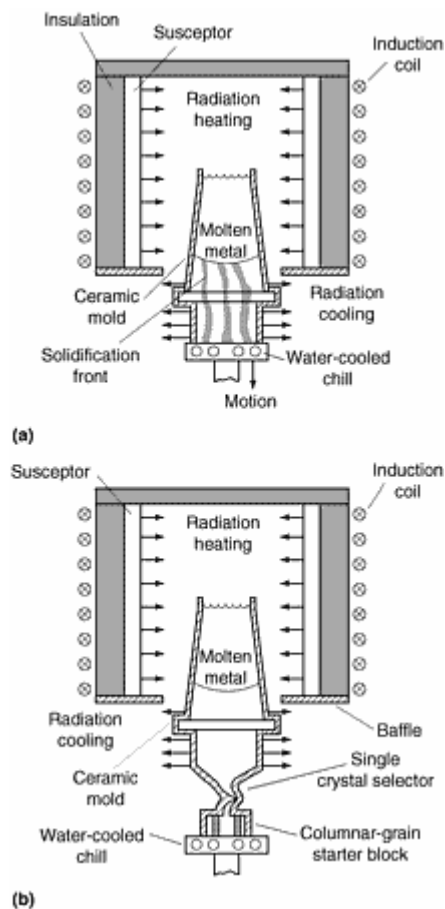 Insulation
Susceptor
Induction
coil
Radiation
heating
Molten
metal
Ceramic
mold
Radiation
cooling
Solidification
front
Water-cooled
chill
Motion
(a)
Susceptor
Induction
coil
Radiation
heating
Molten
metal
Radiation
cooling
Baffle
Ceramic
mold
Single
crystal selector
Water-cooled
chill
Columnar-grain
starter block
(b)